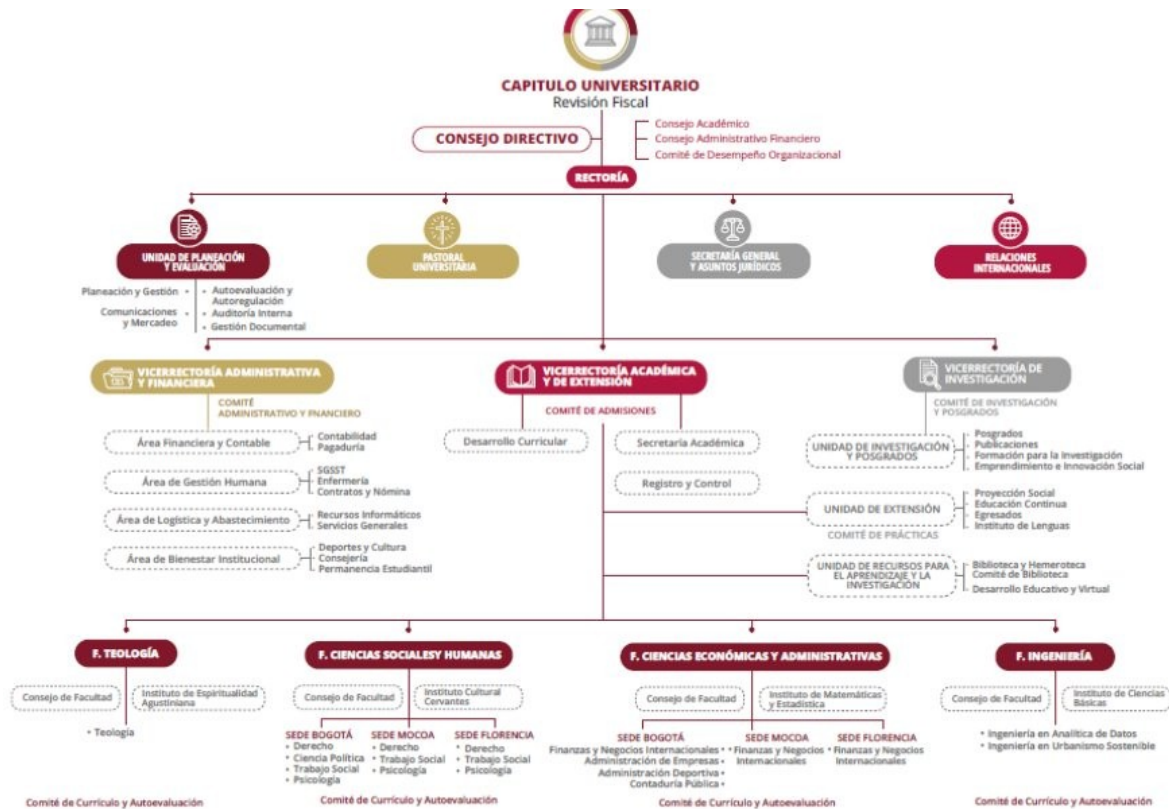 CAPITULO UNIVERSITARIO
Revisión Fiscal
CONSEJO DIRECTIVO
Consejo Académico
Consejo Administrativo Financiero
Comité de Desempeño Organizacional
RECTORÍA
UNIDAD DE PLANEACIÓN
Y EVALUACIÓN
PASTORAL
UNIVERSITARIA
SECRETARÍA GENERAL
Y ASUNTOS JURÍDICOS
RELACIONES
INTERNACIONALES
Planeación y Gestión •
Comunicaciones •
y Mercadeo
• Autoevaluación y
Autoregulación
• Auditoría Interna
• Gestión Documental
VICERRECTORÍA ADMINISTRATIVA
Y FINANCIERA
COMITÉ
ADMINISTRATIVO Y FNANCIERO
Área Financiera y Contable
Contabilidad
Pagaduría
Área de Gestión Humana
SGSST
Enfermería
Contratos y Nómina
Área de Logística y Abastecimiento
Recursos Informáticos
Servicios Generales
Área de Bienestar Institucional
Deportes y Cultura
Consejería
Permanencia Estudiantil
VICERRECTORÍA ACADÉMICA
Y DE EXTENSIÓN
COMITÉ DE ADMISIONES
Desarrollo Curricular
Secretaría Académica
Registro y Control
VICERRECTORÍA DE
INVESTIGACIÓN
COMITÉ DE INVESTIGACIÓN
Y POSGRADOS
UNIDAD DE INVESTIGACIÓN
Y POSGRADOS
Posgrados
Publicaciones
Formación para la Investigación
Emprendimiento e Innovación Social
UNIDAD DE EXTENSIÓN
Proyección Social
Educación Continua
Egresados
Instituto de Lenguas
COMITÉ DE PRÁCTICAS
UNIDAD DE RECURSOS PARA
EL APRENDIZAJE Y LA
INVESTIGACIÓN
Biblioteca y Hemeroteca
Comité de Biblioteca
Desarrollo Educativo y Virtual
F. TEOLOGÍA
Consejo de Facultad
Instituto de Espiritualidad
Agustiniana
• Teología
Comité de Currículo y Autoevaluación
F. CIENCIAS SOCIALESY HUMANAS
Consejo de Facultad
Instituto Cultural
Cervantes
SEDE BOGOTÁ
• Derecho
• Ciencia Política
• Trabajo Social
• Psicología
SEDE MOCOA
• Derecho
• Trabajo Social
• Psicología
SEDE FLORENCIA
• Derecho
• Trabajo Social
• Psicología
Comité de Currículo y Autoevaluación
F. CIENCIAS ECONÓMICAS Y ADMINISTRATIVAS
Consejo de Facultad
Instituto de Matemáticas
y Estadística
SEDE BOGOTÁ
Finanzas y Negocios Internacionales •
Administración de Empresas •
Administración Deportiva •
Contaduría Pública •
SEDE MOCOA
• Finanzas y Negocios
Internacionales
SEDE FLORENCIA
• Finanzas y Negocios
Internacionales
Comité de Currículo y Autoevaluación
F. INGENIERÍA
Consejo de Facultad
Instituto de Ciencias
Básicas
• Ingeniería en Analítica de Datos
• Ingeniería en Urbanismo Sostenible
Comité de Currículo y Autoevaluación